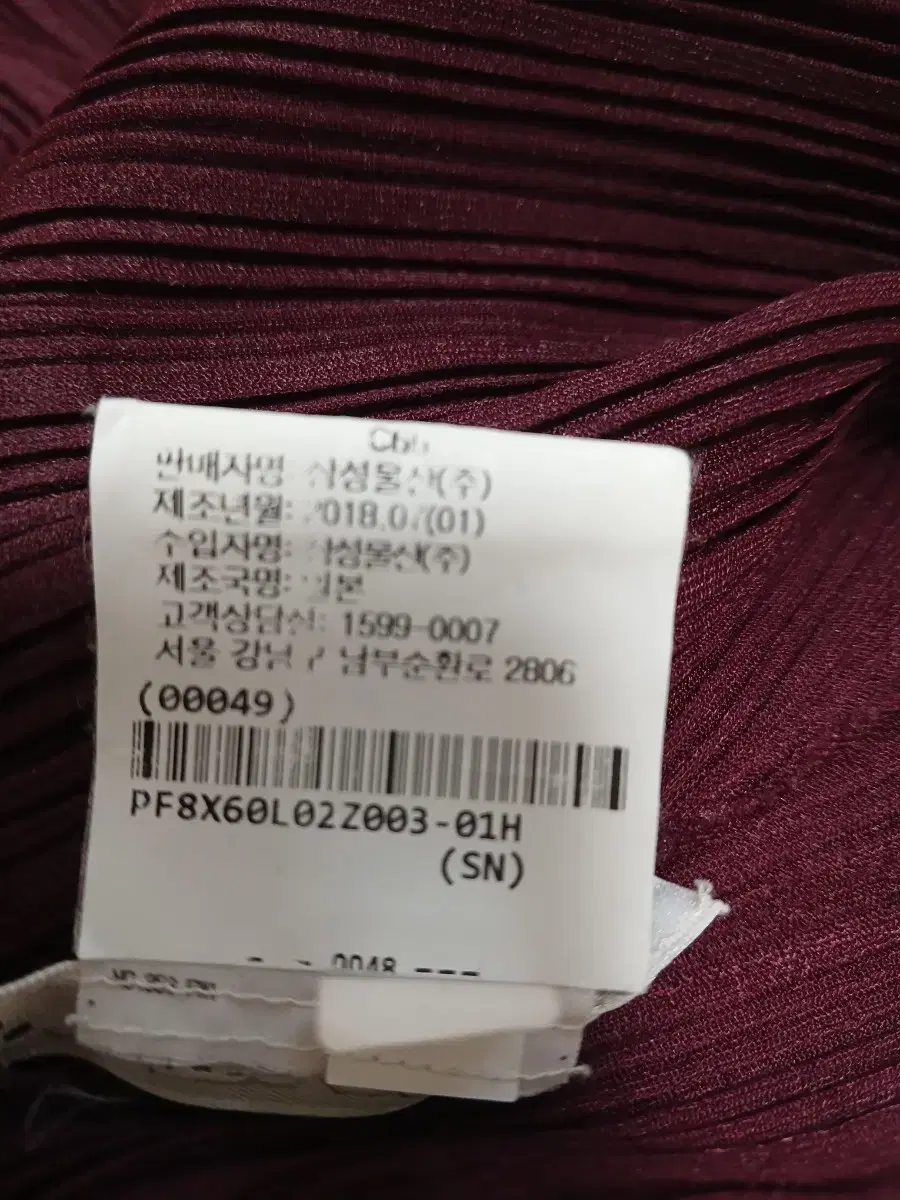 판매자명: 삼성물산(주)
제조년월: 2018.07(01)
수입자명: 삼성물산(주)
제조국명: 일본
고객상담실: 1599-0007
서울 강남구 남부순환로 2806
(00049)
PF8X60L02Z003-01H
(SN)